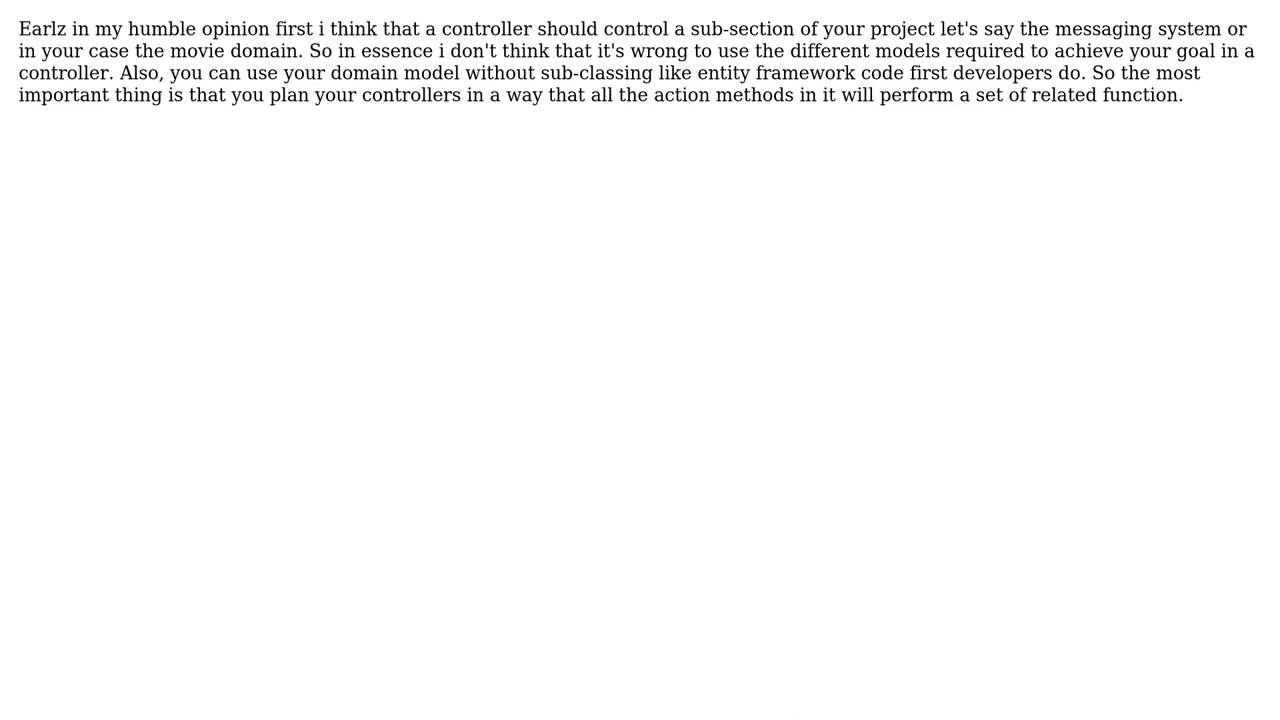 Earlz in my humble opinion first i think that a controller should control a sub-section of your project let's say the messaging system or
in your case the movie domain. So in essence i don't think that it's wrong to use the different models required to achieve your goal in a
controller. Also, you can use your domain model without sub-classing like entity framework code first developers do. So the most
important thing is that you plan your controllers in a way that all the action methods in it will perform a set of related function.